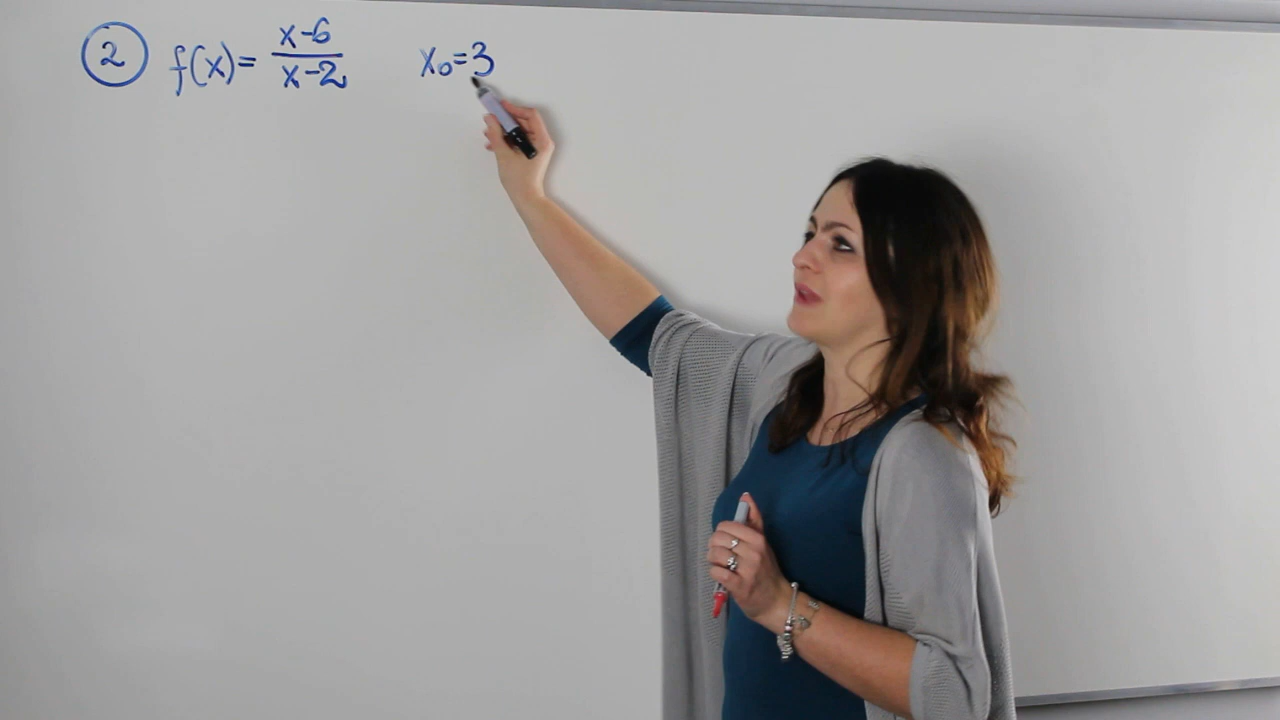 ② f(x)= x-6/x-2 x₀=3